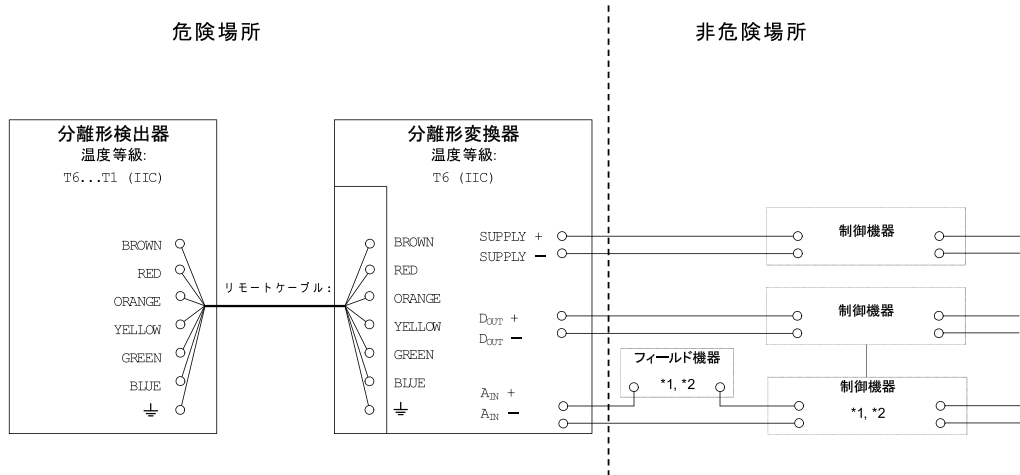 危険場所
非危険場所
分離形検出器
温度等級:
T6...T1 (IIC)
BROWN
RED
ORANGE
YELLOW
GREEN
BLUE
リモートケーブル:
分離形変換器
温度等級:
T6 (IIC)
BROWN
RED
ORANGE
YELLOW
GREEN
BLUE
SUPPLY +
SUPPLY −
DOUT +
DOUT −
AIN +
AIN −
フィールド機器
*1, *2
制御機器
制御機器
制御機器
*1, *2